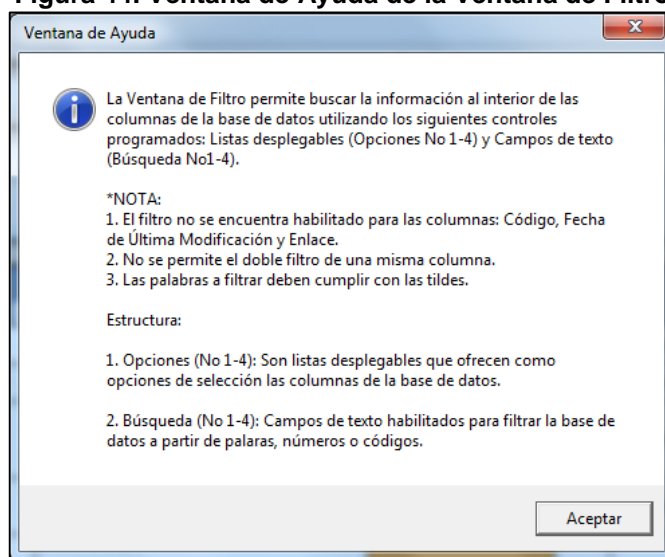 Figura 44. Ventana de Ayuda de la Ventana de Filtro
Ventana de Ayuda
La Ventana de Filtro permite buscar la información al interior de las
columnas de la base de datos utilizando los siguientes controles
programados: Listas desplegables (Opciones No 1-4) y Campos de texto
(Búsqueda No1-4).
*NOTA:
1. El filtro no se encuentra habilitado para las columnas: Código, Fecha
de Última Modificación y Enlace.
2. No se permite el doble filtro de una misma columna.
3. Las palabras a filtrar deben cumplir con las tildes.
Estructura:
1. Opciones (No 1-4): Son listas desplegables que ofrecen como
opciones de selección las columnas de la base de datos.
2. Búsqueda (No 1-4): Campos de texto habilitados para filtrar la base de
datos a partir de palaras, números o códigos.
Aceptar